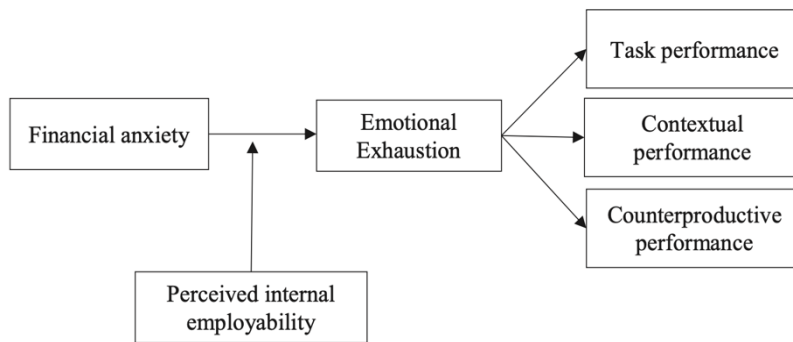 Financial anxiety
Emotional
Exhaustion
Task performance
Contextual
performance
Counterproductive
performance
Perceived internal
employability